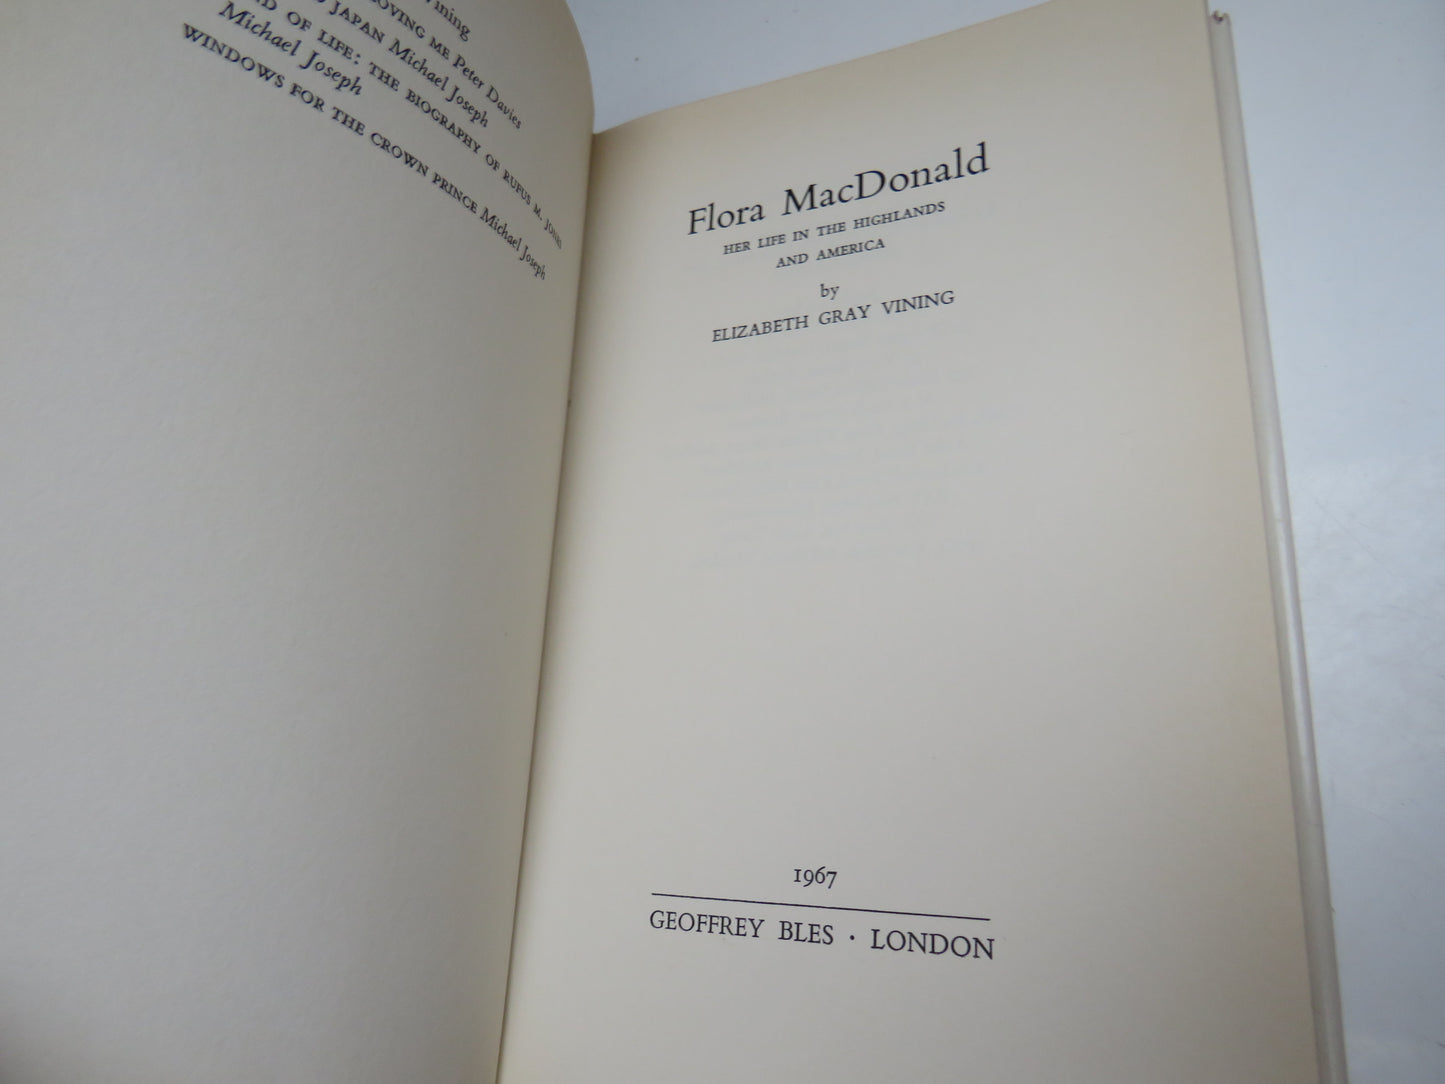 Vining
LOVING ME Peter Davies
JAPAN Michael Joseph
OF LIFE: THE BIOGRAPHY OF RUFUS M. JONES
Michael Joseph
WINDOWS FOR THE CROWN PRINCE Michael Joseph
Flora MacDonald
HER LIFE IN THE HIGHLANDS
AND AMERICA
by
ELIZABETH GRAY VINING
1967
GEOFFREY BLES · LONDON